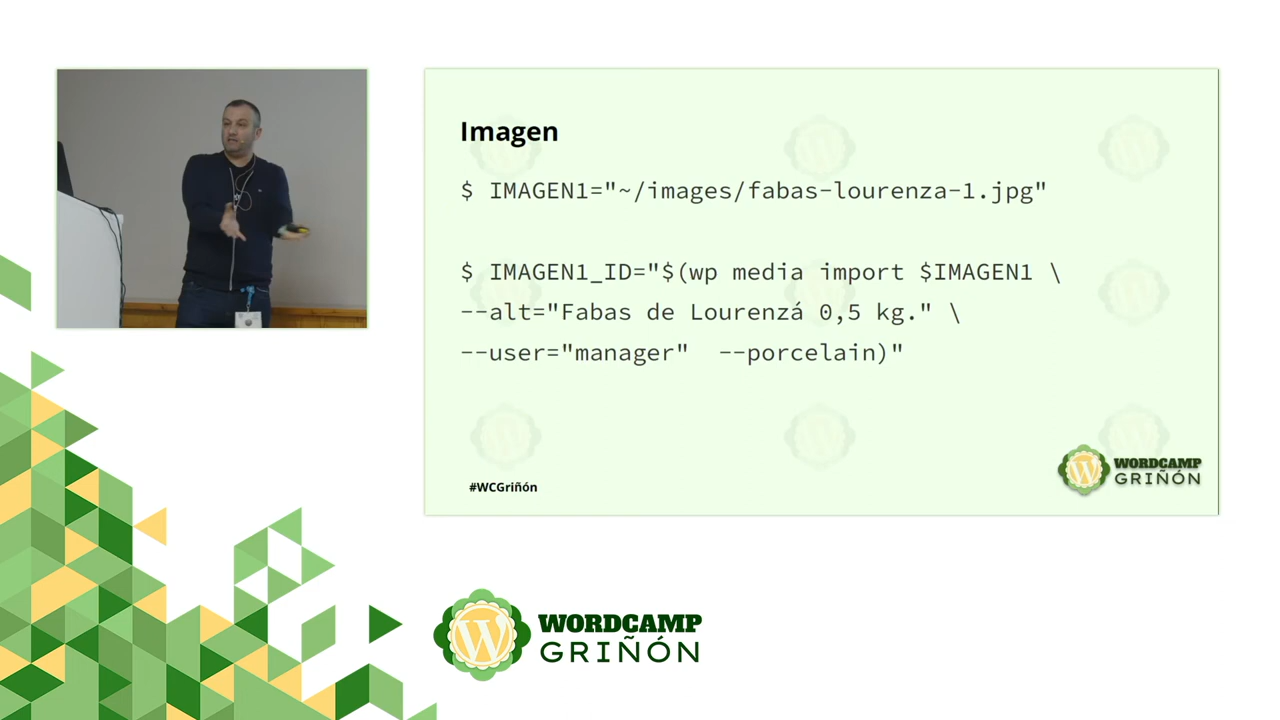 Imagen
$ IMAGEN1="~/images/fabas-lourenza-1.jpg"
$ IMAGEN1_ID="$(wp media import $IMAGEN1 \
--alt="Fabas de Lourenzá 0,5 kg." \
--user="manager"  --porcelain)"
#WCGriñón
WORDCAMP
GRIÑÓN
WORDCAMP
GRIÑÓN